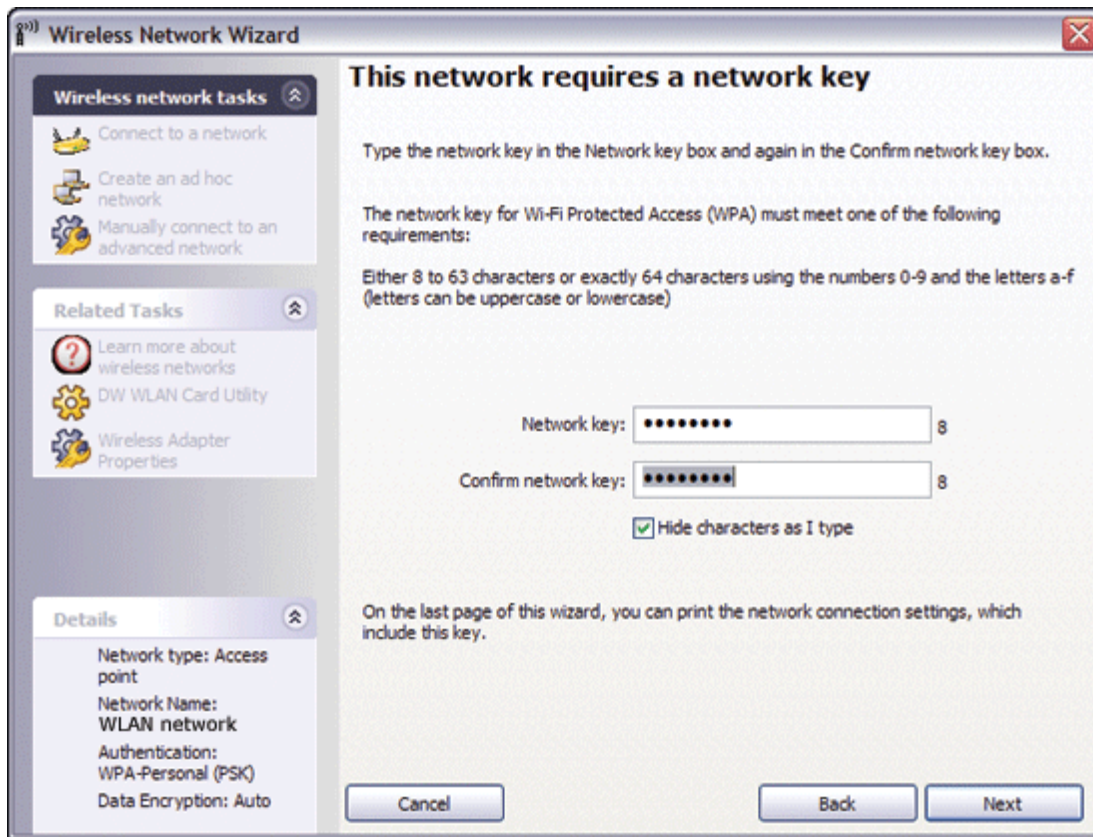 Wireless Network Wizard
Wireless network tasks
Connect to a network
Create an ad hoc
network
Manually connect to an
advanced network
Related Tasks
Learn more about
wireless networks
DW WLAN Card Utility
Wireless Adapter
Properties
Details
Network type: Access
point
Network Name:
WLAN network
Authentication:
WPA-Personal (PSK)
Data Encryption: Auto
This network requires a network key
Type the network key in the Network key box and again in the Confirm network key box.
The network key for Wi-Fi Protected Access (WPA) must meet one of the following
requirements:
Either 8 to 63 characters or exactly 64 characters using the numbers 0-9 and the letters a-f
(letters can be uppercase or lowercase)
Network key: •••••••• 8
Confirm network key: •••••••• 8
Hide characters as I type
On the last page of this wizard, you can print the network connection settings, which
include this key.
Cancel Back Next